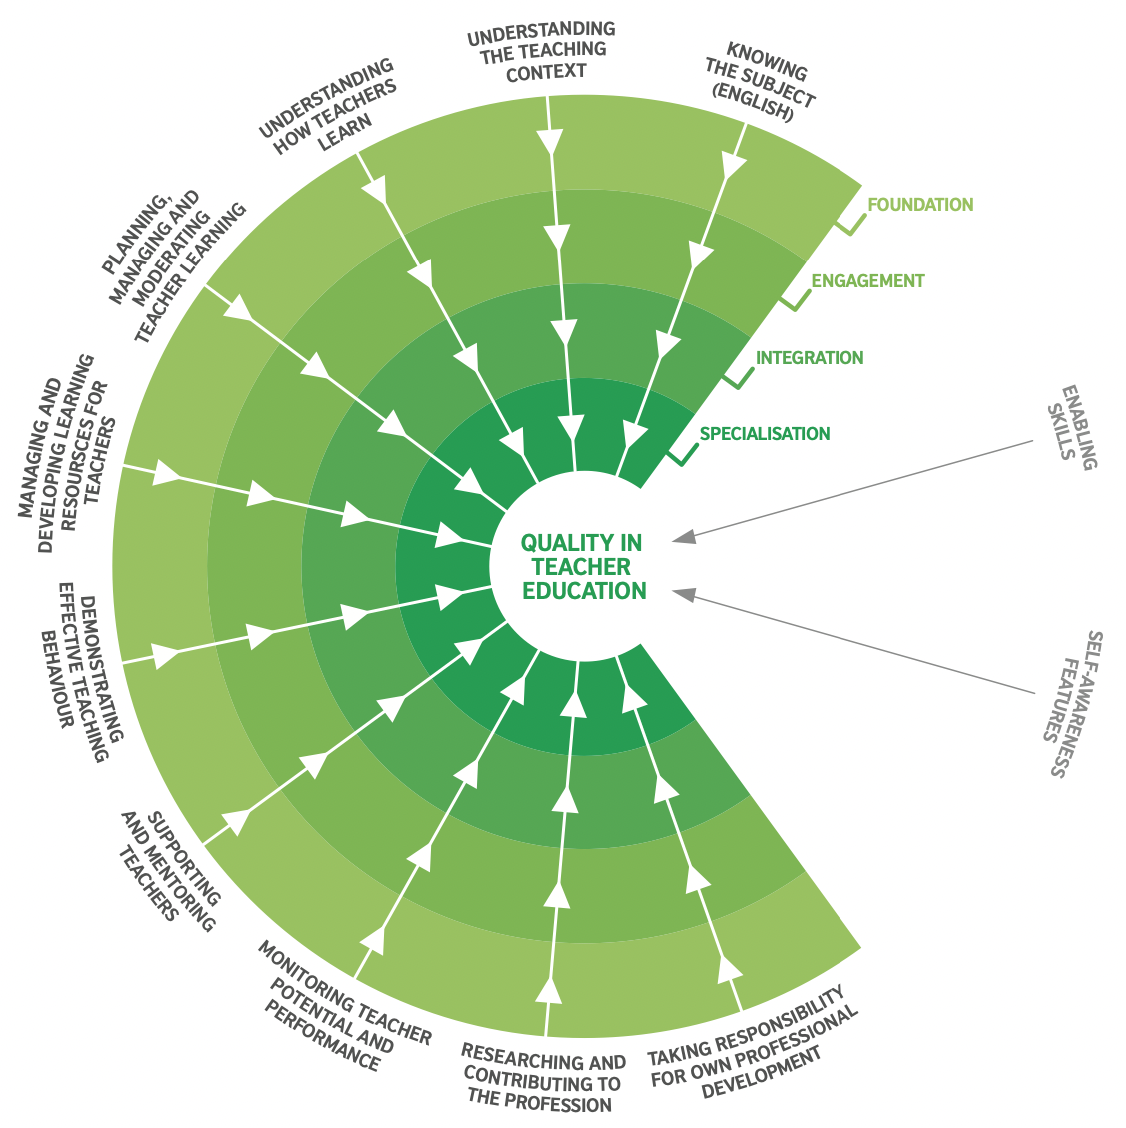 KNOWING
THE SUBJECT
(ENGLISH)
UNDERSTANDING
THE TEACHING
CONTEXT
UNDERSTANDING
HOW TEACHERS
LEARN
PLANNING,
MANAGING AND
MODERATING
TEACHER LEARNING
MANAGING AND
DEVELOPING LEARNING
RESOURSCES FOR
TEACHERS
DEMONSTRATING
EFFECTIVE TEACHING
BEHAVIOUR
SUPPORTING
AND MENTORING
TEACHERS
MONITORING TEACHER
POTENTIAL AND
PERFORMANCE
RESEARCHING AND
CONTRIBUTING TO
THE PROFESSION
TAKING RESPONSIBILITY
FOR OWN PROFESSIONAL
DEVELOPMENT
FOUNDATION
ENGAGEMENT
INTEGRATION
SPECIALISATION
QUALITY IN
TEACHER
EDUCATION
ENABLING
SKILLS
SELF-AWARENESS
FEATURES